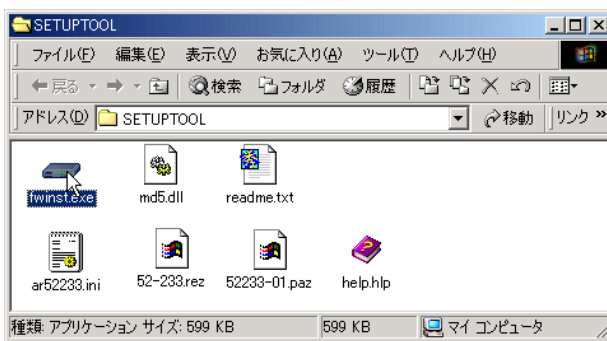 SETUPTOOL
ファイル(F) 編集(E) 表示(V) お気に入り(A) ツール(T) ヘルプ(H)
戻る 検索 フォルダ 履歴
アドレス(D) SETUPTOOL 移動 リンク »
fwinst.exe md5.dll readme.txt
ar52233.ini 52-233.rez 52233-01.paz help.hlp
種類: アプリケーション サイズ: 599 KB 599 KB マイ コンピュータ